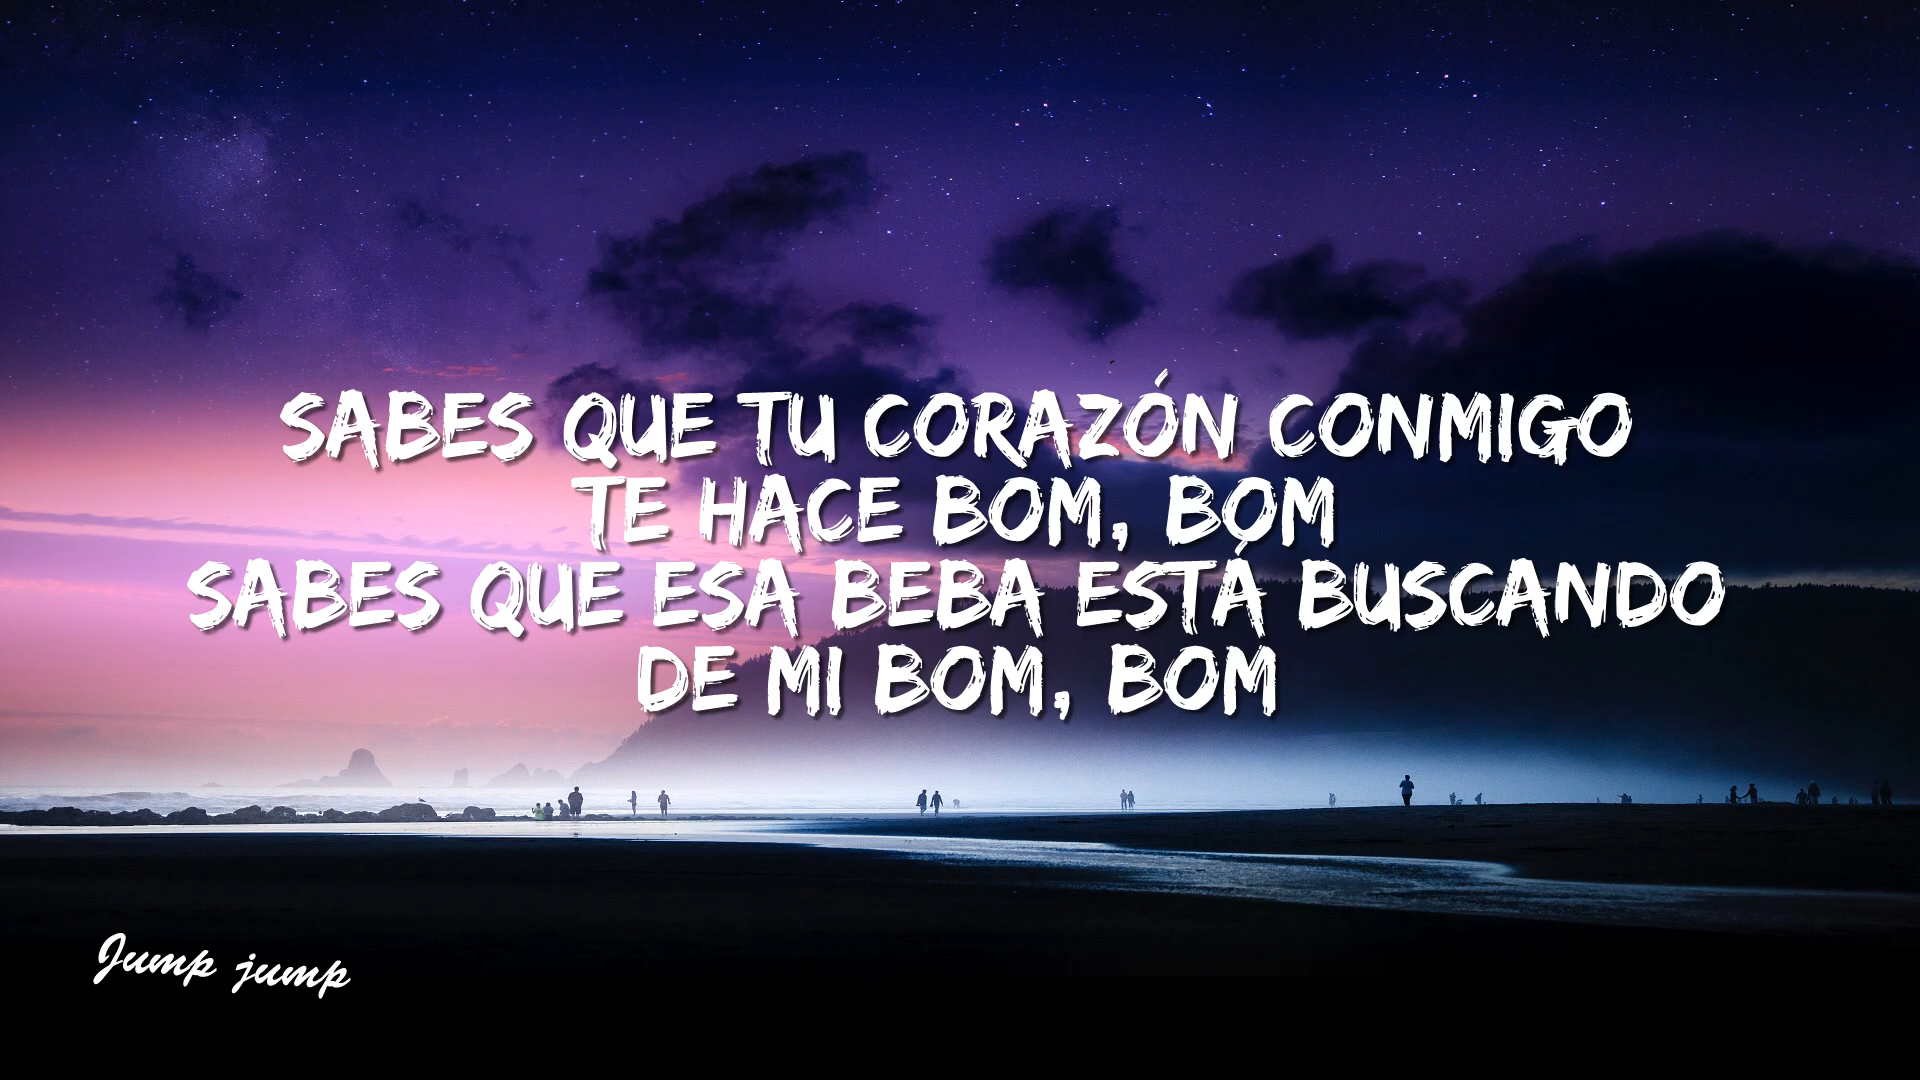 SABES QUE TU CORAZÓN CONMIGO
TE HACE BOM, BOM
SABES QUE ESA BEBA ESTÁ BUSCANDO
DE MI BOM, BOM
Jump jump